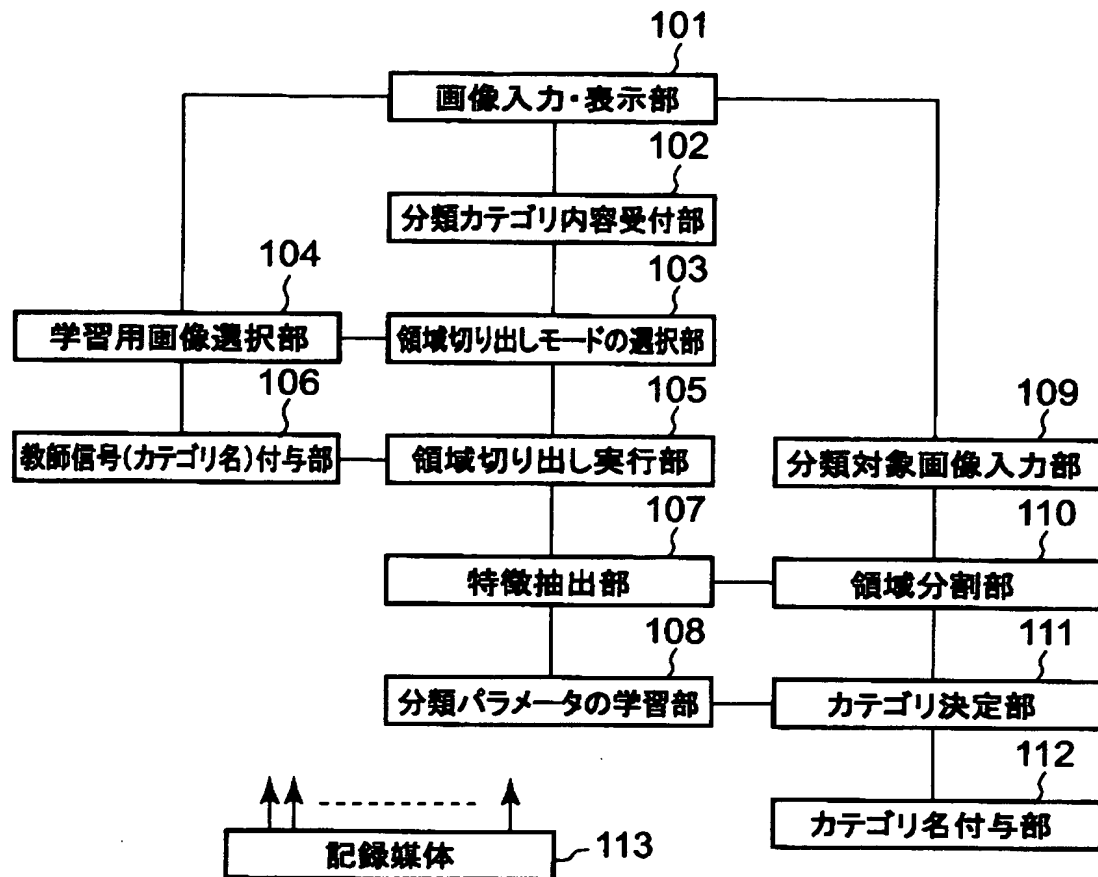 101
画像入力・表示部
102
分類カテゴリ内容受付部
104
103
学習用画像選択部
領域切り出しモードの選択部
106
105
109
教師信号(カテゴリ名)付与部
領域切り出し実行部
分類対象画像入力部
107
110
特徴抽出部
領域分割部
108
111
分類パラメータの学習部
カテゴリ決定部
112
カテゴリ名付与部
記録媒体
113